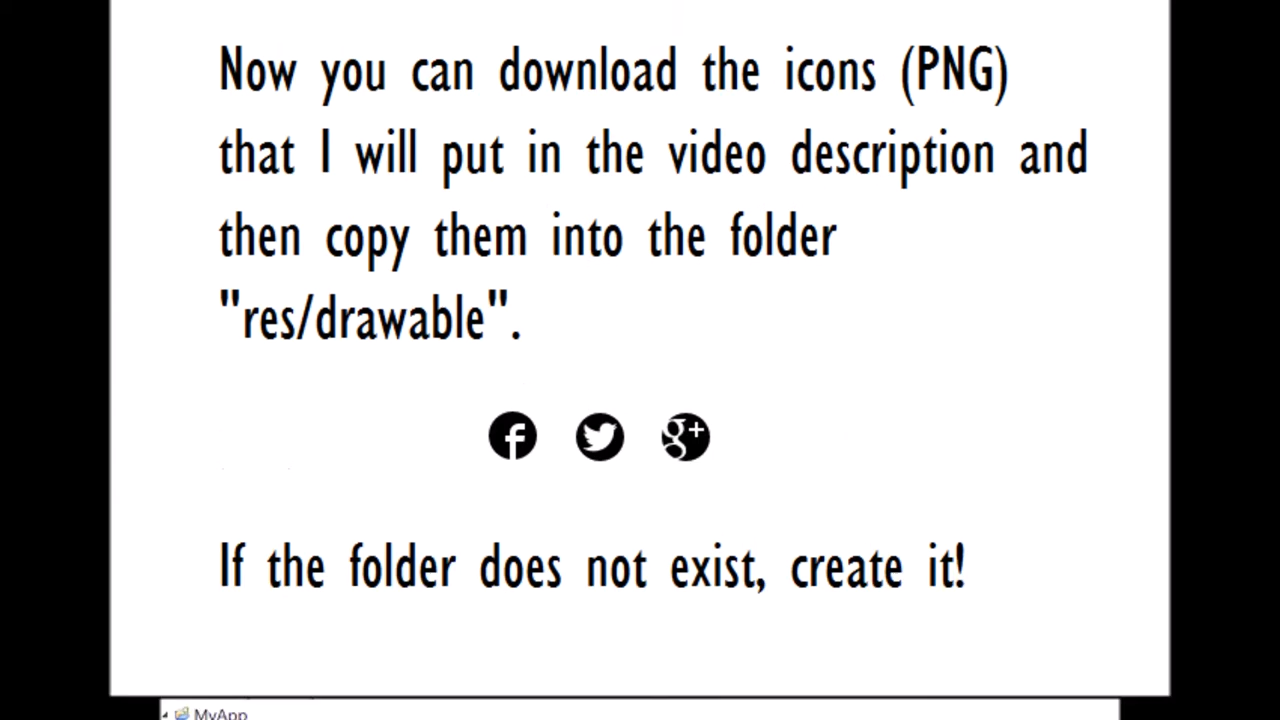 Now you can download the icons (PNG)
that I will put in the video description and
then copy them into the folder
"res/drawable".
f g+
If the folder does not exist, create it!
MyApp